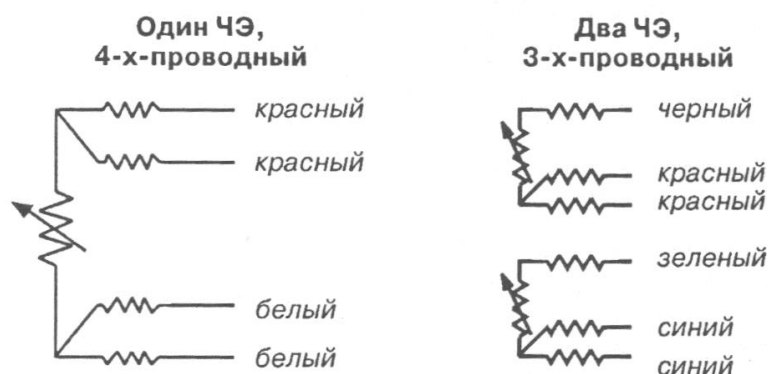 Один ЧЭ,
4-х-проводный
красный
красный
белый
белый
Два ЧЭ,
3-х-проводный
черный
красный
красный
зеленый
синий
синий